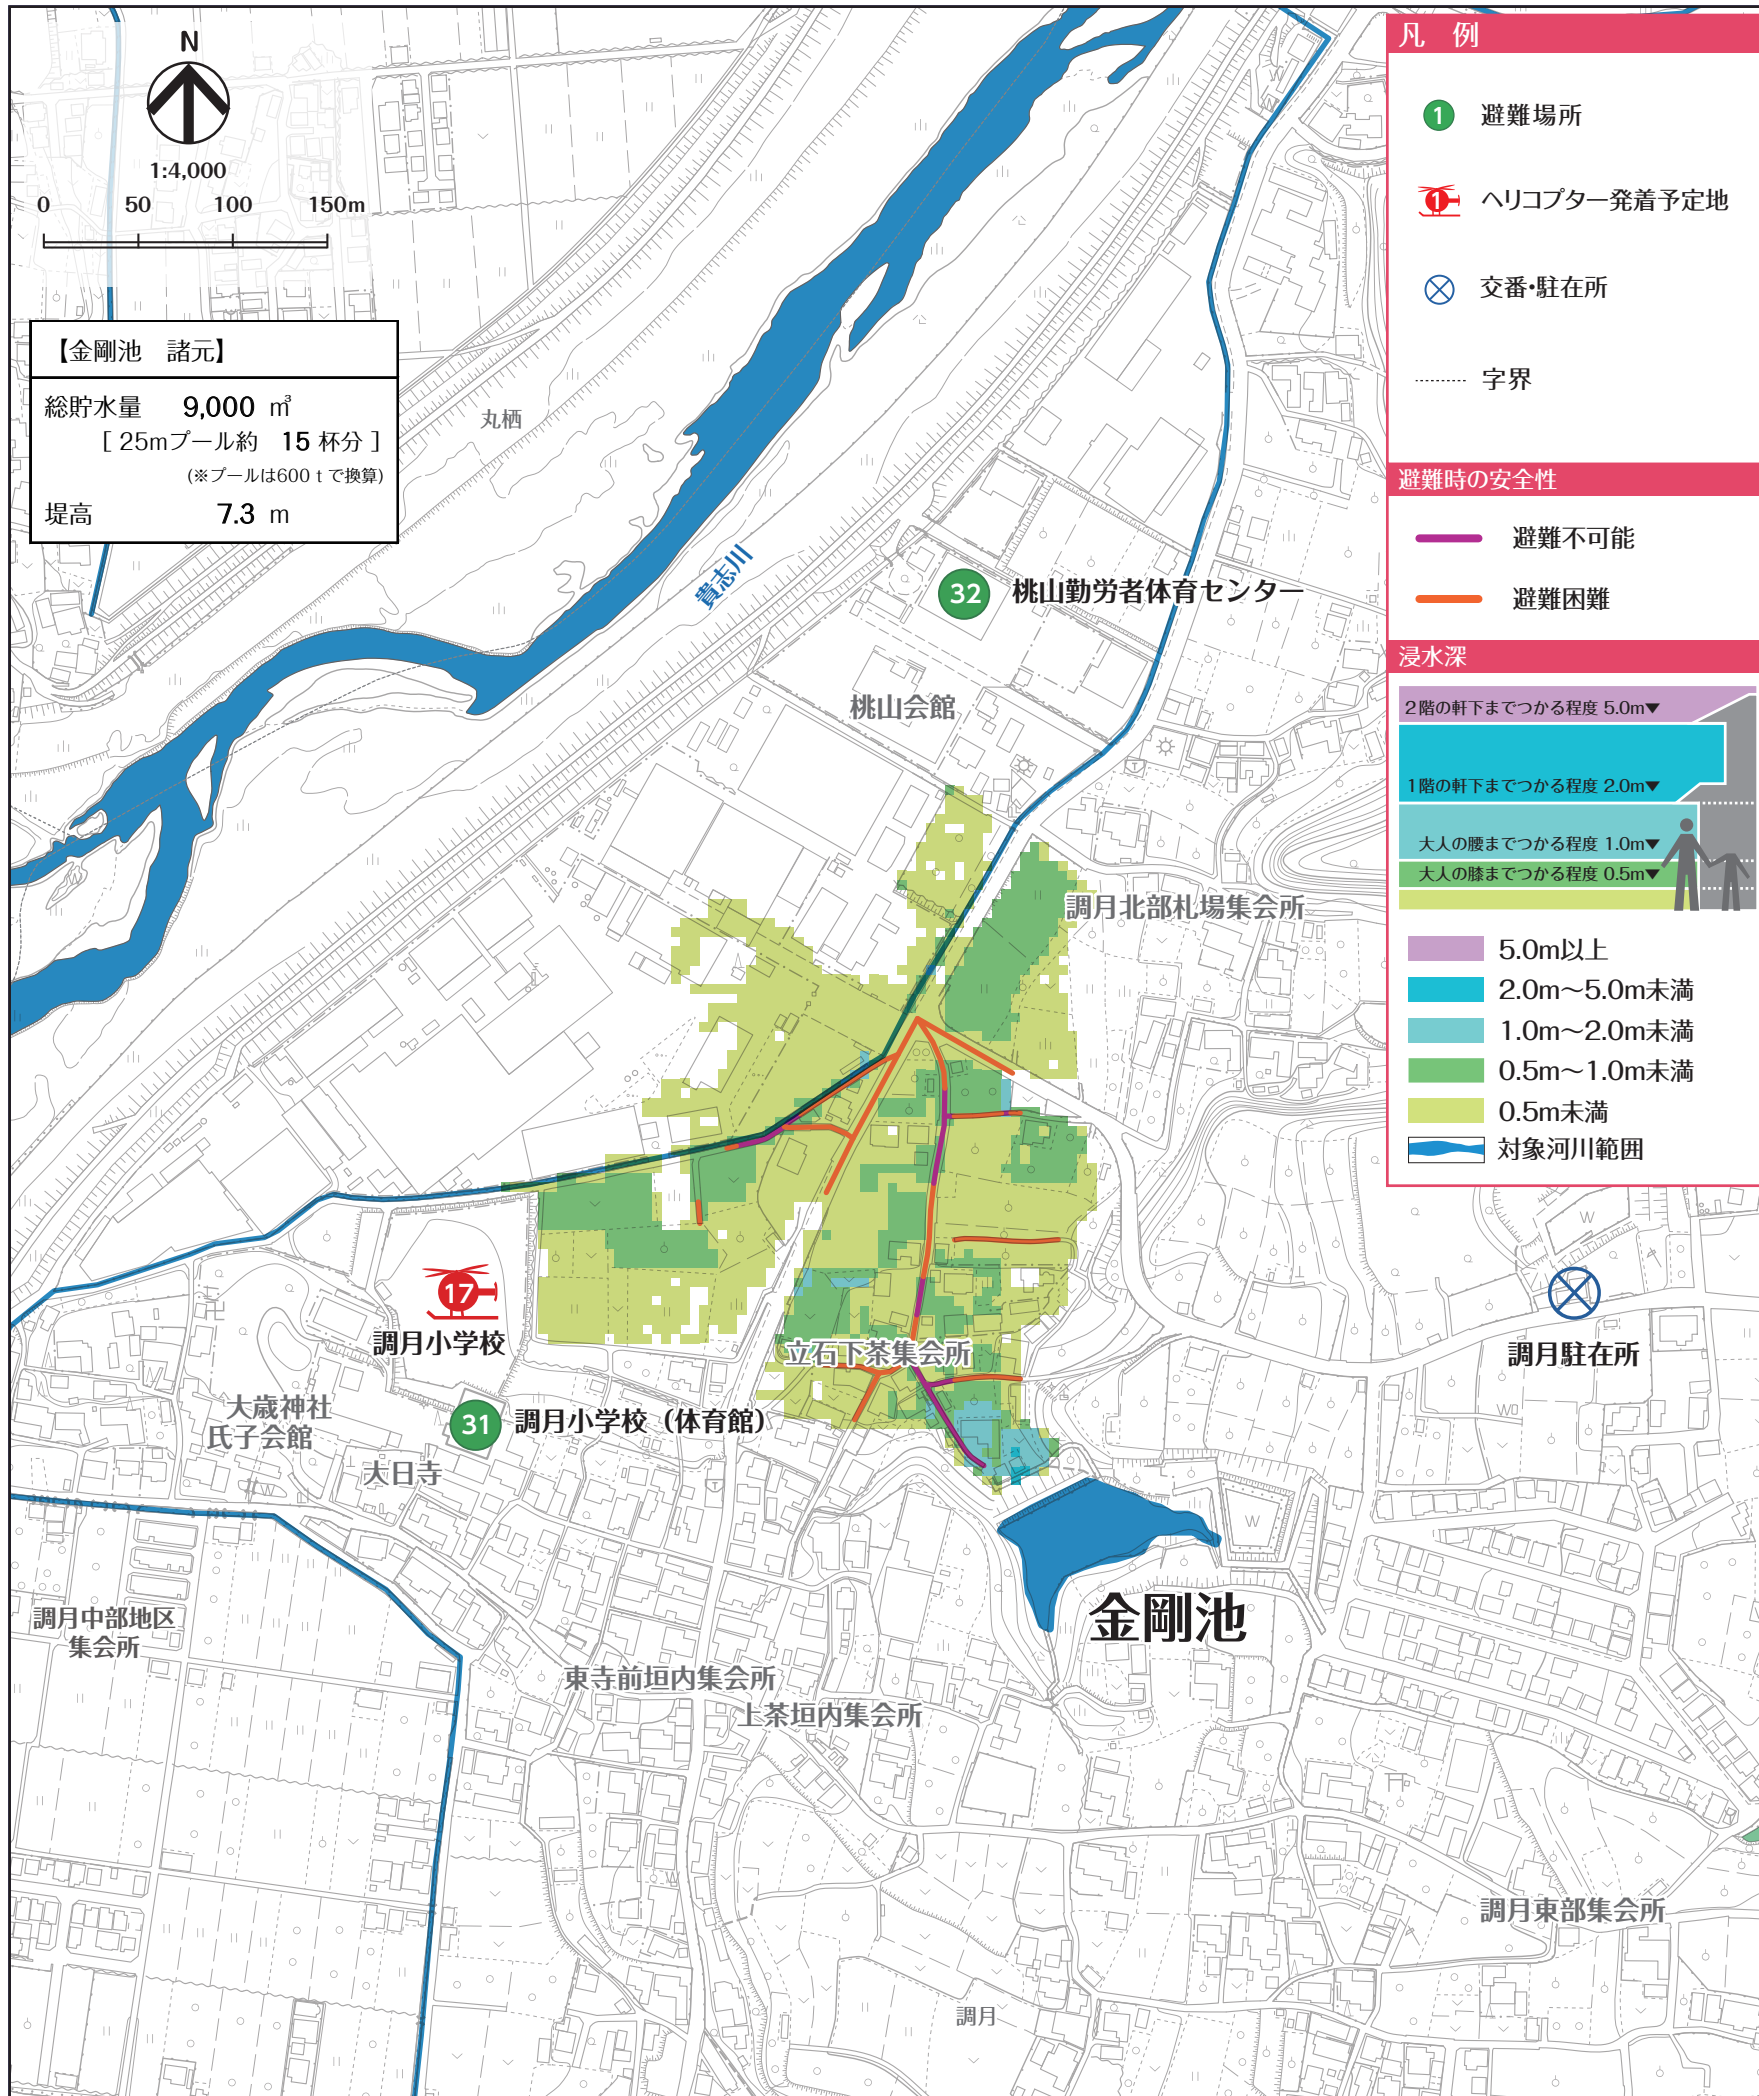 N
1:4,000
0 50 100 150m
【金剛池 諸元】
総貯水量 9,000 ㎥
[ 25mプール約 15 杯分 ]
(※プールは600 t で換算)
堤高 7.3 m
丸栖
貴志川
32 桃山勤労者体育センター
桃山会館
調月北部札場集会所
17
調月小学校
立石下茶集会所
調月駐在所
大歳神社
氏子会館
31 調月小学校（体育館）
大日寺
金剛池
調月中部地区
集会所
東寺前垣内集会所
上茶垣内集会所
調月東部集会所
調月
凡 例
1 避難場所
1 ヘリコプター発着予定地
交番・駐在所
字界
避難時の安全性
避難不可能
避難困難
浸水深
2階の軒下までつかる程度 5.0m▼
1階の軒下までつかる程度 2.0m▼
大人の腰までつかる程度 1.0m▼
大人の膝までつかる程度 0.5m▼
5.0m以上
2.0m～5.0m未満
1.0m～2.0m未満
0.5m～1.0m未満
0.5m未満
対象河川範囲